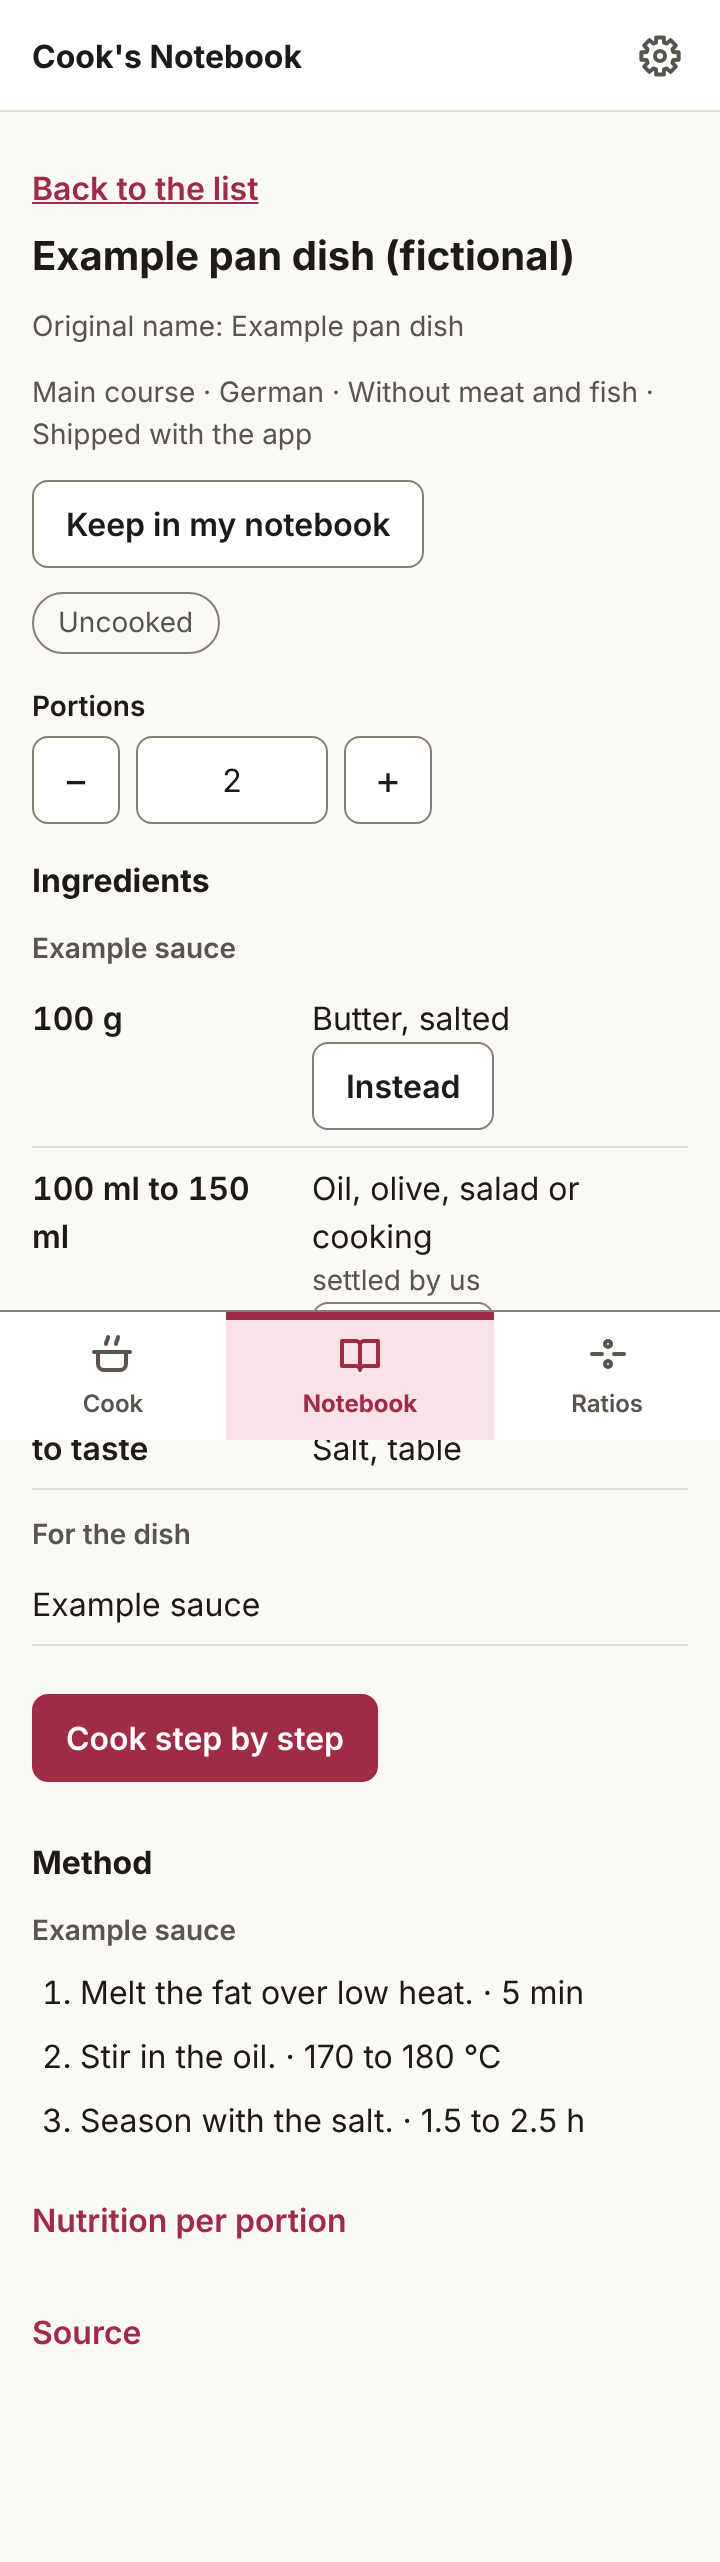 Cook's Notebook
Back to the list
Example pan dish (fictional)
Original name: Example pan dish
Main course · German · Without meat and fish ·
Shipped with the app
Keep in my notebook
Uncooked
Portions
− 2 +
Ingredients
Example sauce
100 g Butter, salted
Instead
100 ml to 150 Oil, olive, salad or
ml cooking
settled by us
Cook Notebook Ratios
to taste Salt, table
For the dish
Example sauce
Cook step by step
Method
Example sauce
1. Melt the fat over low heat. · 5 min
2. Stir in the oil. · 170 to 180 °C
3. Season with the salt. · 1.5 to 2.5 h
Nutrition per portion
Source